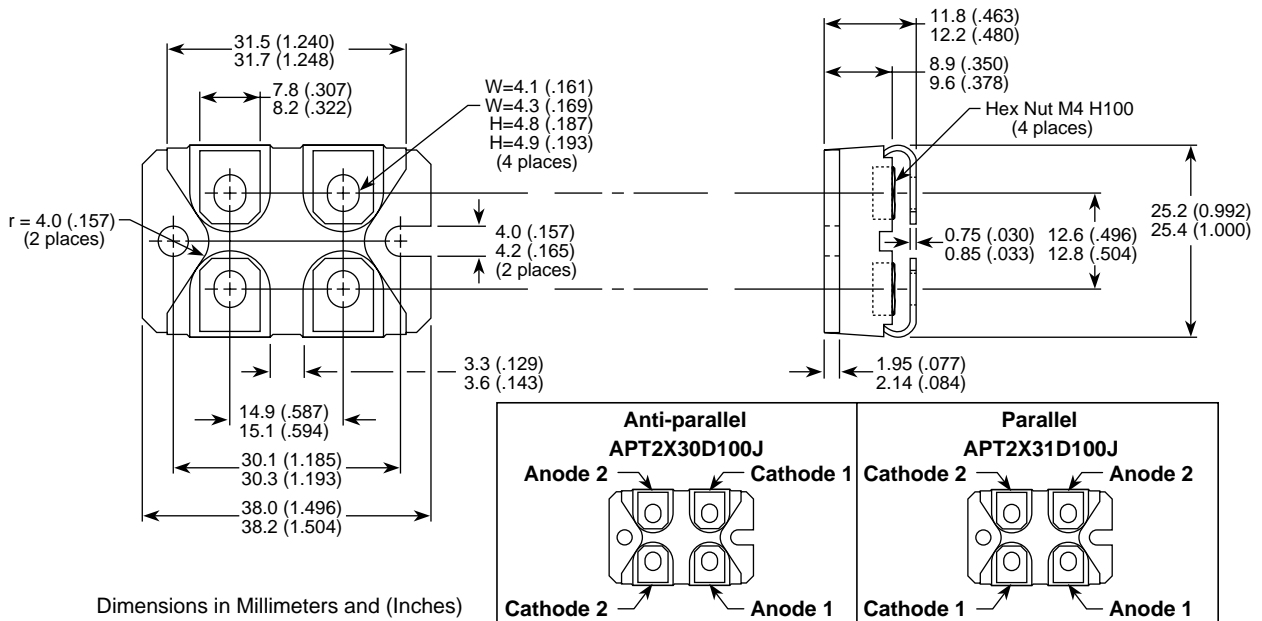 31.5 (1.240)
31.7 (1.248)
7.8 (.307)
8.2 (.322)
W=4.1 (.161)
W=4.3 (.169)
H=4.8 (.187)
H=4.9 (.193)
(4 places)
r = 4.0 (.157)
(2 places)
4.0 (.157)
4.2 (.165)
(2 places)
3.3 (.129)
3.6 (.143)
14.9 (.587)
15.1 (.594)
30.1 (1.185)
30.3 (1.193)
38.0 (1.496)
38.2 (1.504)
11.8 (.463)
12.2 (.480)
8.9 (.350)
9.6 (.378)
Hex Nut M4 H100
(4 places)
0.75 (.030)
0.85 (.033)
12.6 (.496)
12.8 (.504)
25.2 (0.992)
25.4 (1.000)
1.95 (.077)
2.14 (.084)
Dimensions in Millimeters and (Inches)
Anti-parallel
APT2X30D100J
Anode 2
Cathode 1
Cathode 2
Anode 1
Parallel
APT2X31D100J
Cathode 2
Anode 2
Cathode 1
Anode 1